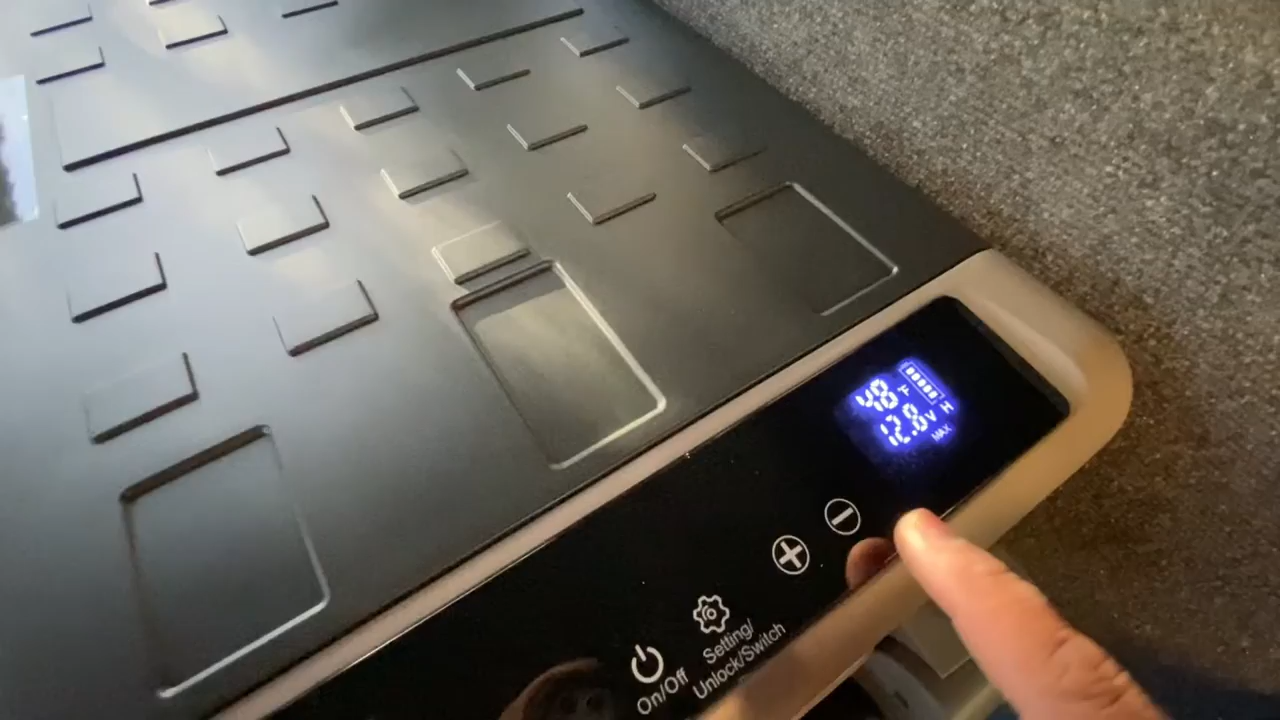 48 F
12.8 V H
MAX
Setting/
Unlock/Switch
On/Off